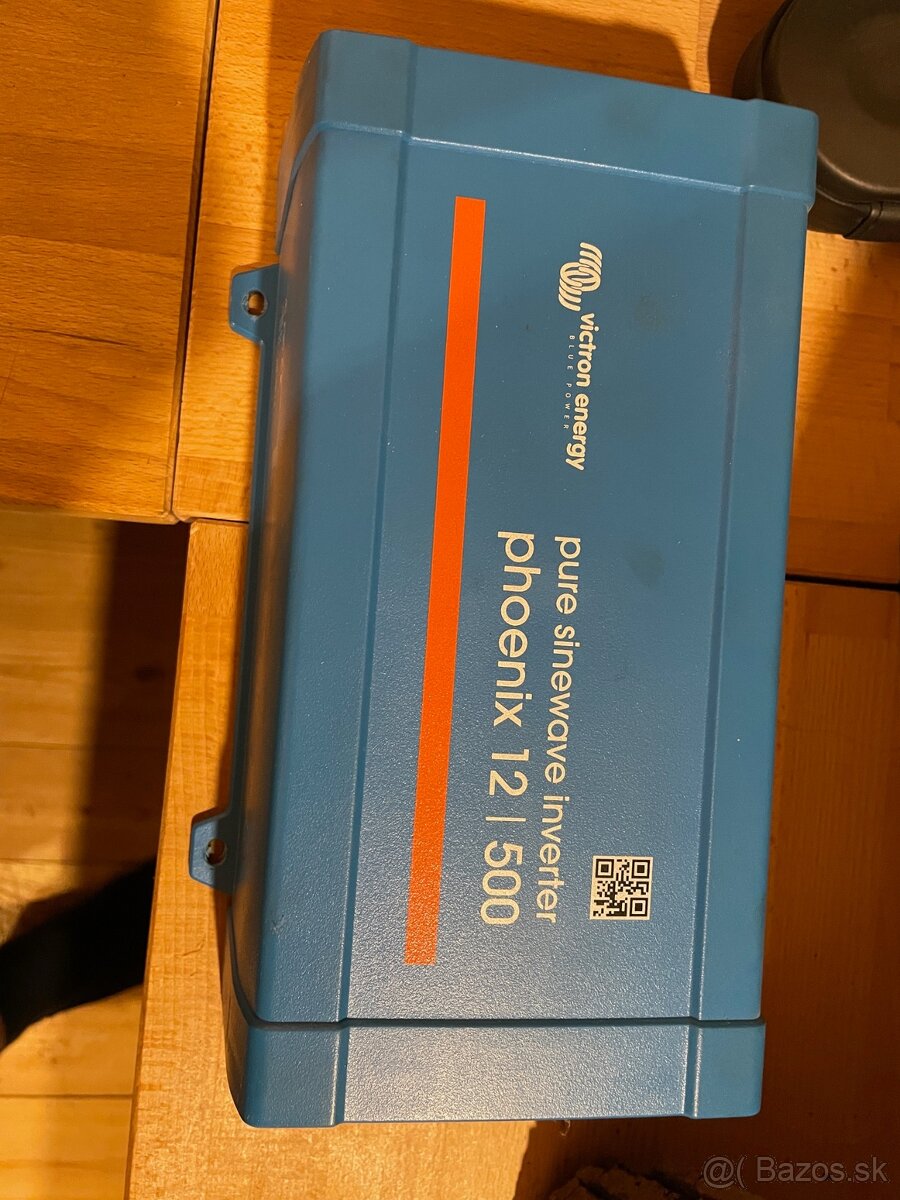 victron energy
BLUE POWER
pure sinewave inverter
phoenix 12 | 500
@( Bazos.sk